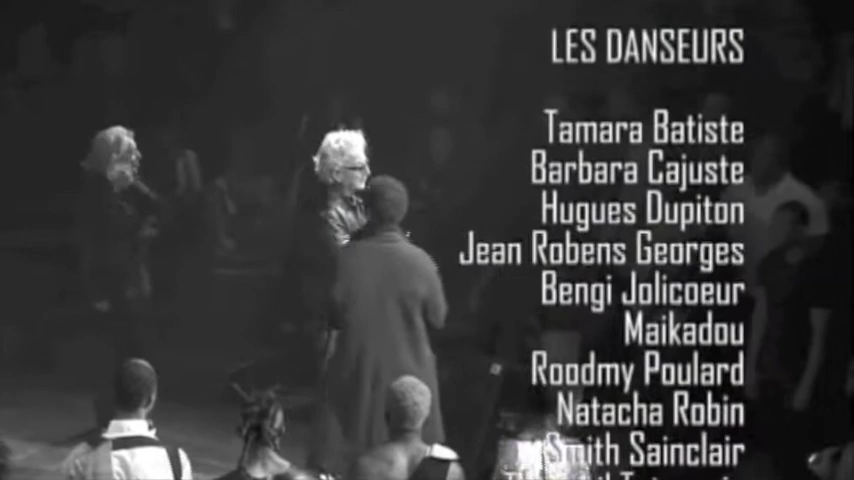 LES DANSEURS
Tamara Batiste
Barbara Cajuste
Hugues Dupiton
Jean Robens Georges
Bengi Jolicoeur
Maikadou
Roodmy Poulard
Natacha Robin
Smith Sainclair